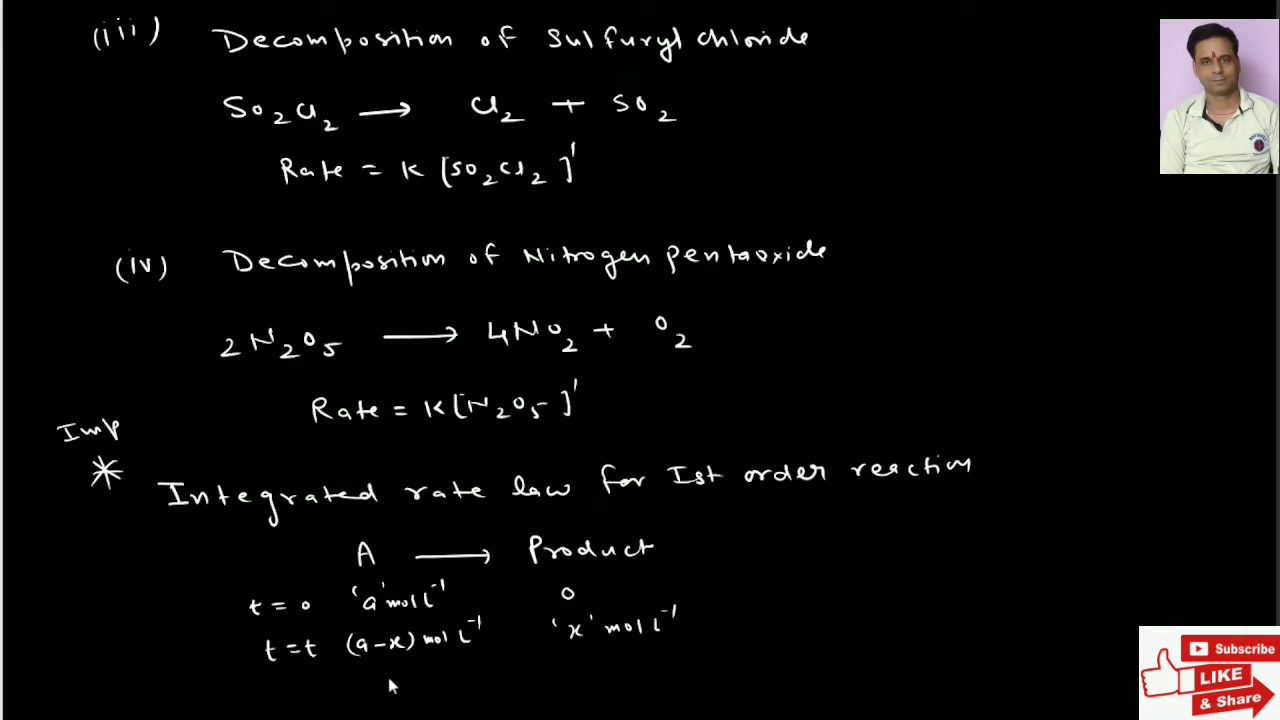 (iii) Decomposition of Sulfuryl chloride
SO₂Cl₂ → Cl₂ + SO₂
Rate = K [SO₂Cl₂]¹
(iv) Decomposition of Nitrogen pentaoxide
2N₂O₅ → 4NO₂ + O₂
Rate = K [N₂O₅]¹
Imp
* Integrated rate law for Ist order reaction
A → Product
t = 0 'a' mol L⁻¹ 0
t = t (a-x) mol L⁻¹ 'x' mol L⁻¹
Subscribe
LIKE
& Share